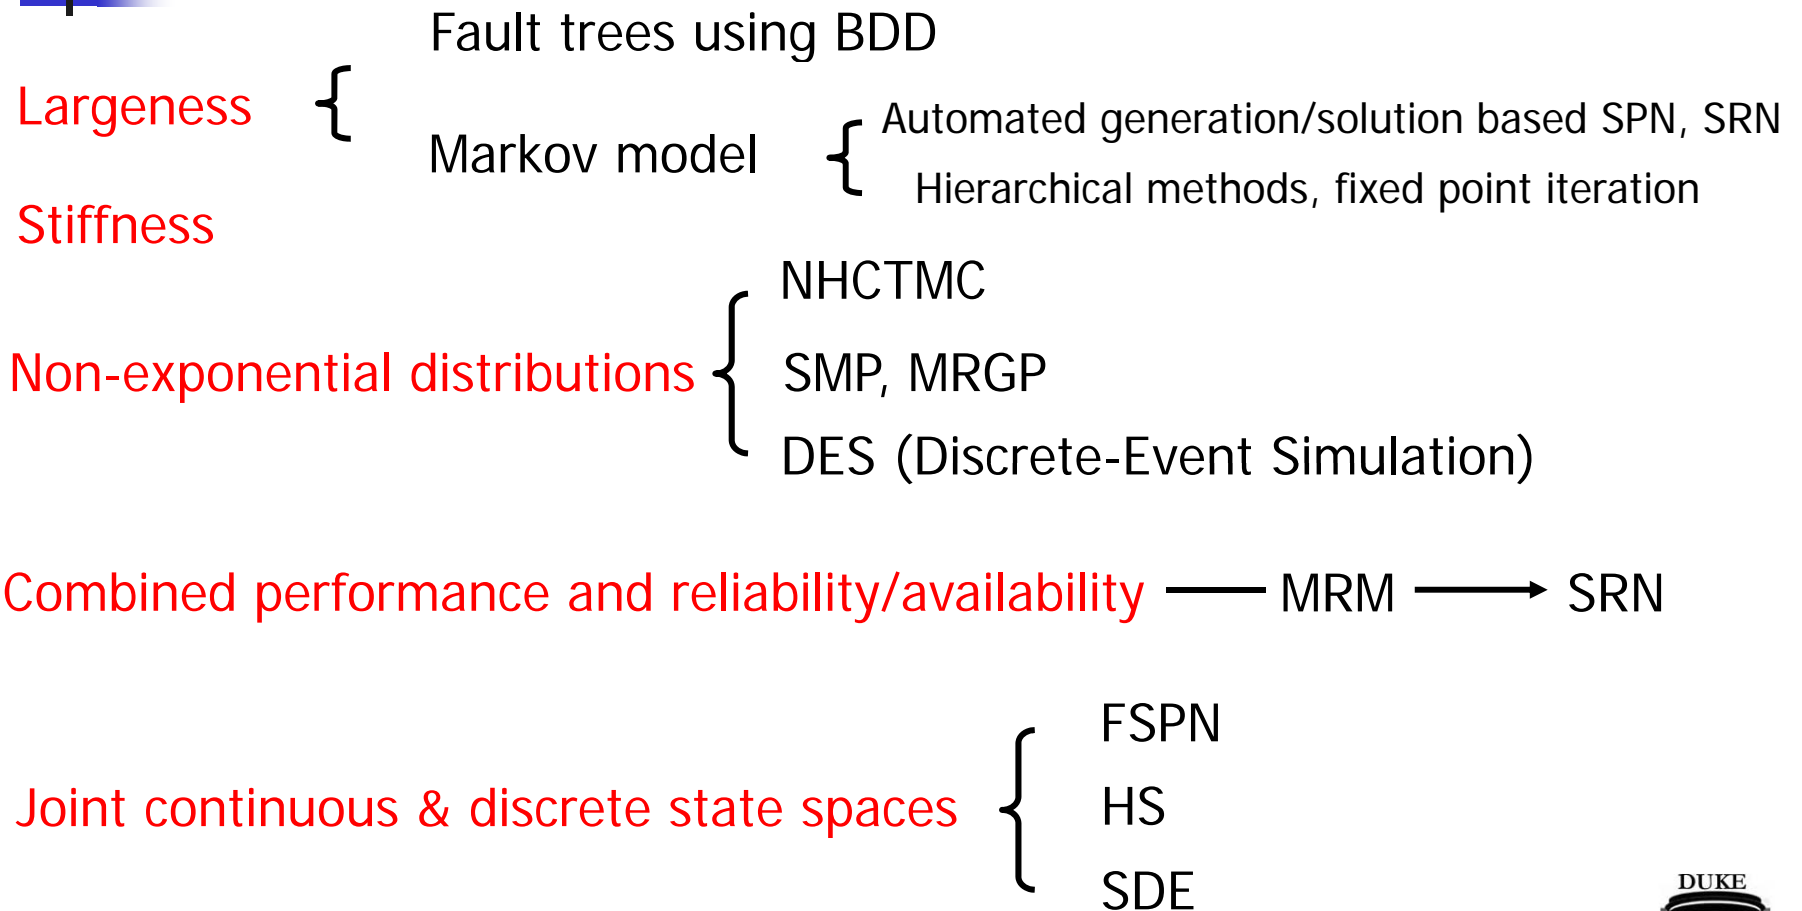 Fault trees using BDD
Largeness
Markov model
Automated generation/solution based SPN, SRN
Hierarchical methods, fixed point iteration
Stiffness
NHCTMC
Non-exponential distributions
SMP, MRGP
DES (Discrete-Event Simulation)
Combined performance and reliability/availability MRM SRN
FSPN
Joint continuous & discrete state spaces
HS
SDE
DUKE